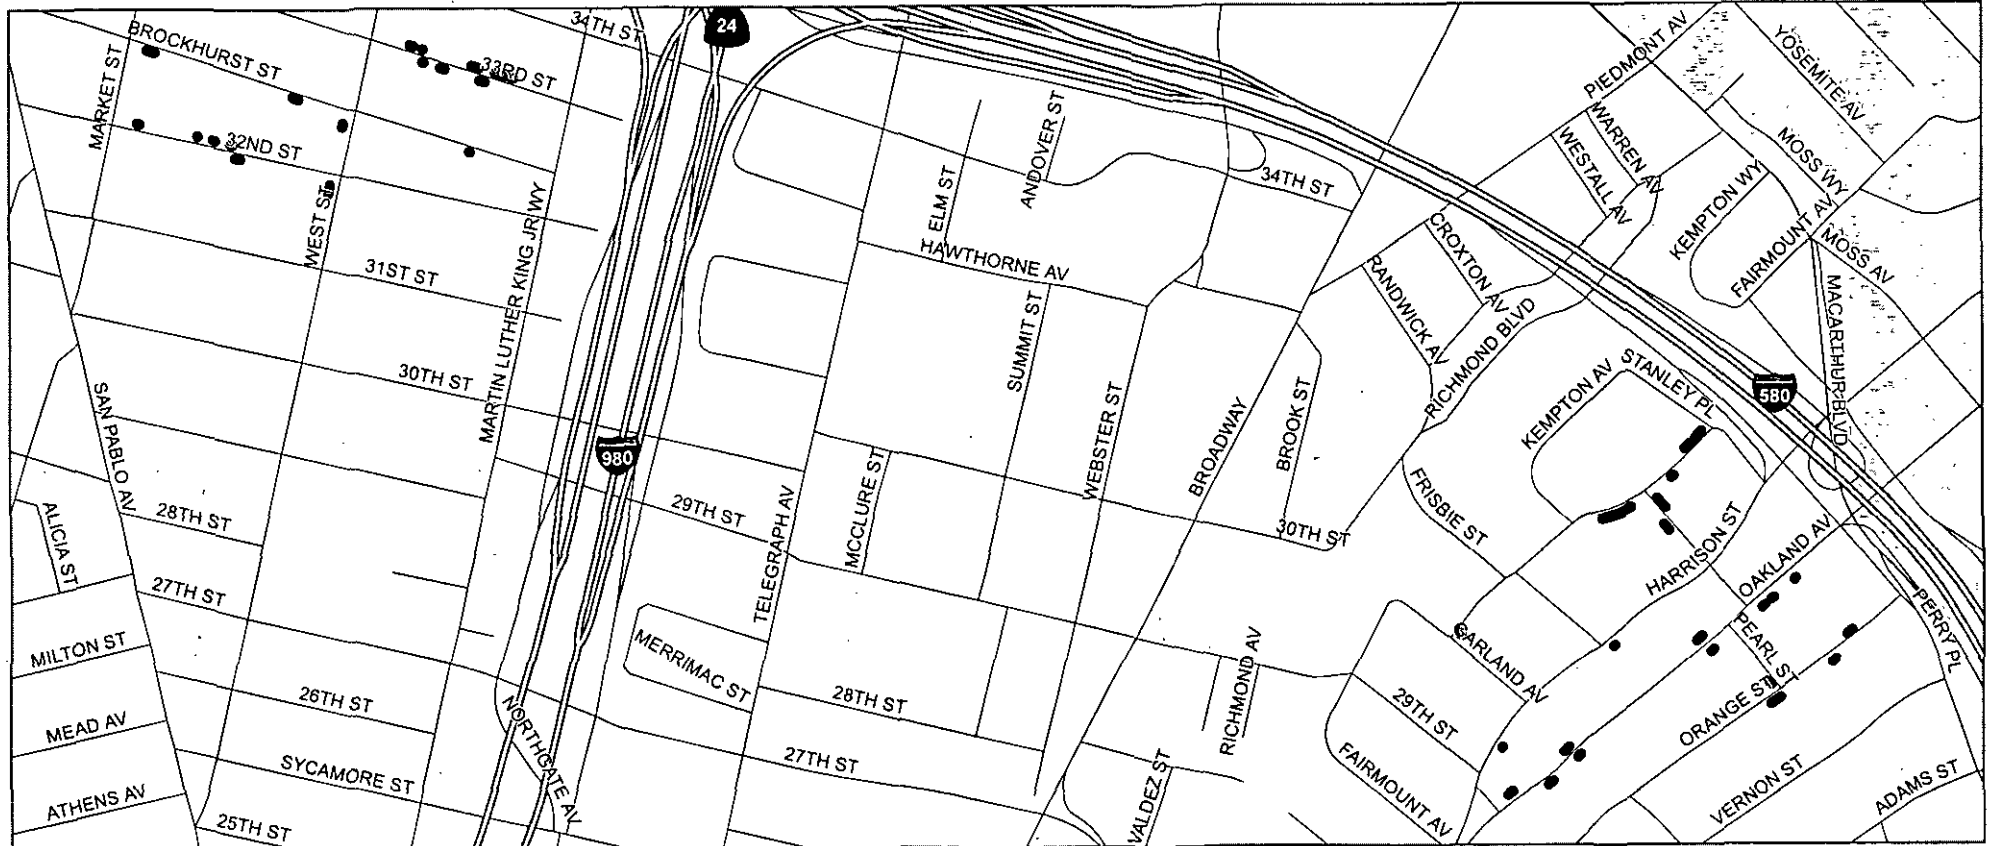 34TH ST
24
BROCKHURST ST
MARKET ST
33RD ST
32ND ST
WEST ST
MARTIN LUTHER KING JR WY
31ST ST
30TH ST
SAN PABLO AV
980
28TH ST
ALICIA ST
27TH ST
MILTON ST
MEAD AV
ATHENS AV
26TH ST
SYCAMORE ST
25TH ST
NORTHGATE AV
29TH ST
TELEGRAPH AV
MCCLURE ST
MERRIMAC ST
28TH ST
27TH ST
ELM ST
ANDOVER ST
HAWTHORNE AV
SUMMIT ST
WEBSTER ST
BROADWAY
BROOK ST
30TH ST
34TH ST
VALDEZ ST
RICHMOND AV
PIEDMONT AV
WARREN AV
WESTALL AV
YOSEMITE AV
MOSS WY
KEMPTON WY
FAIRMOUNT AV
MOSS AV
MACARTHUR BLVD
CROXTON AV
RANDWICK AV
RICHMOND BLVD
STANLEY PL
KEMPTON AV
580
FRISBIE ST
HARRISON ST
OAKLAND AV
PERRY PL
PEARL ST
GARLAND AV
29TH ST
FAIRMOUNT AV
ORANGE ST
VERNON ST
ADAMS ST